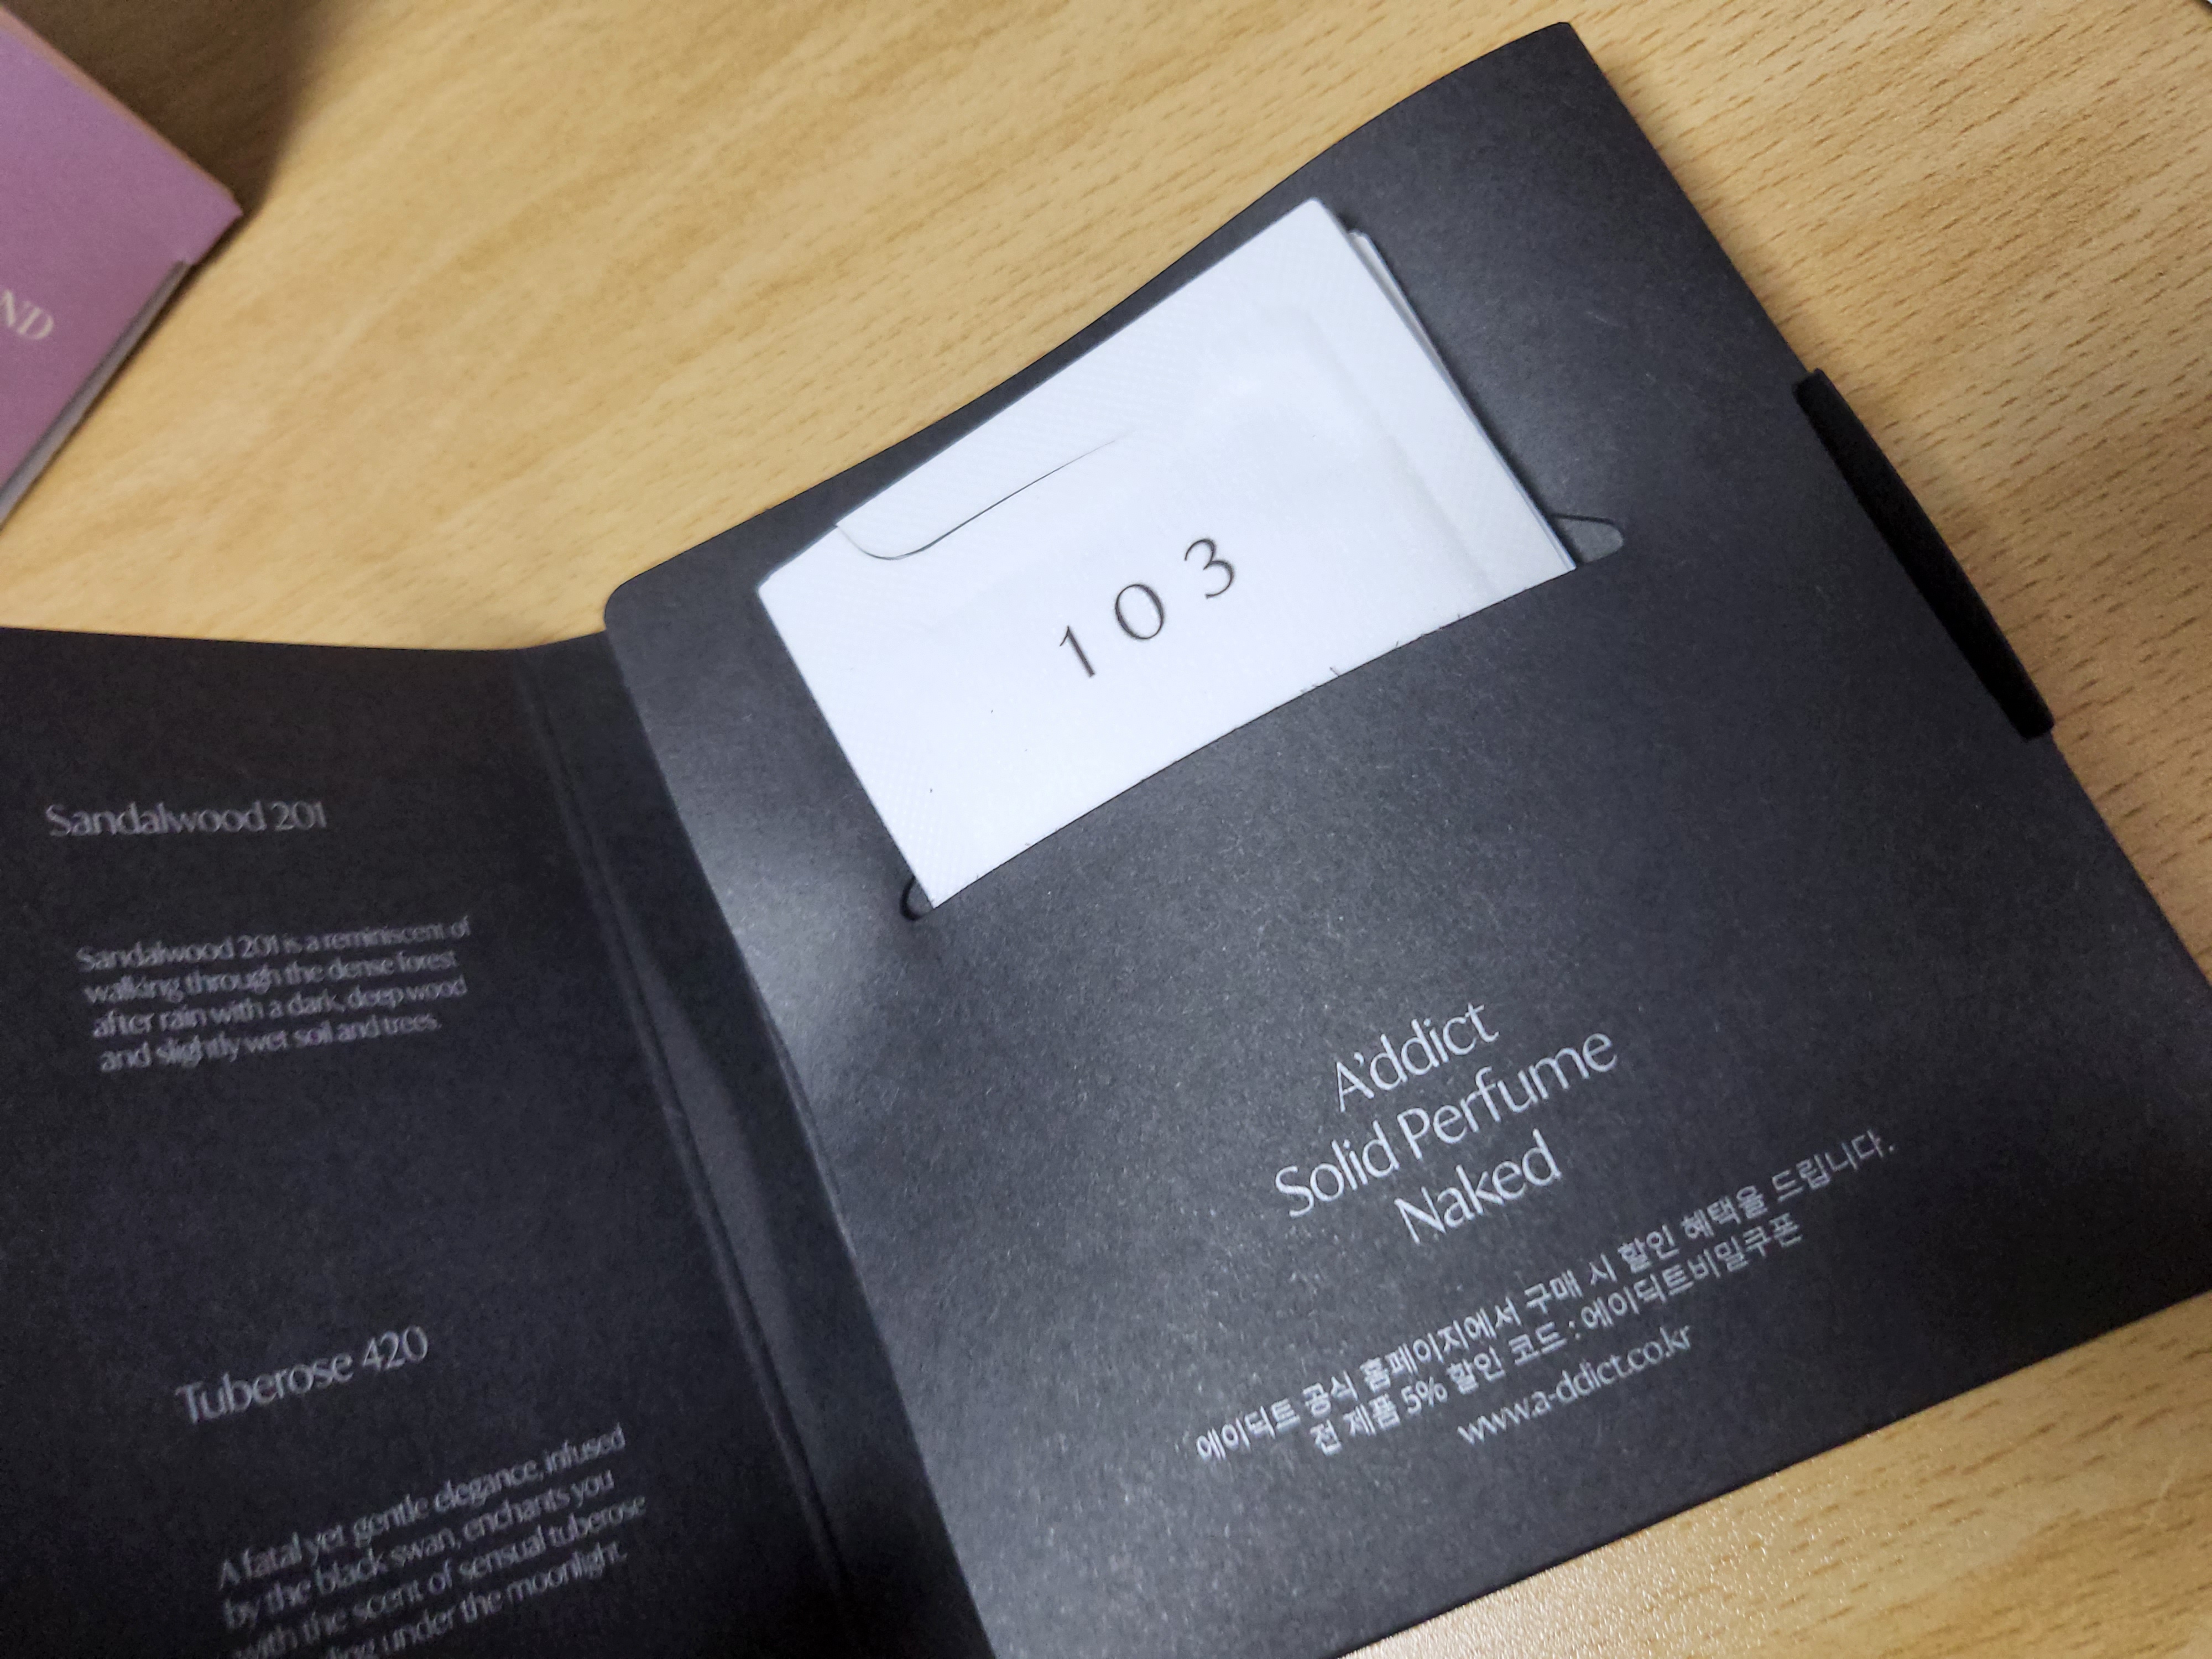 ND
Sandalwood 201
Sandalwood 201 is a reminiscent of
walking through the dense forest
after rain with a dark, deep wood
and slightly wet soil and trees.
Tuberose 420
A fatal yet gentle elegance, infused
by the black swan, enchants you
with the scent of sensual tuberose
under the moonlight.
103
A'ddict
Solid Perfume
Naked
에이딕트 공식 홈페이지에서 구매 시 할인 혜택을 드립니다.
전 제품 5% 할인 코드 : 에이딕트비밀쿠폰
www.a-ddict.co.kr